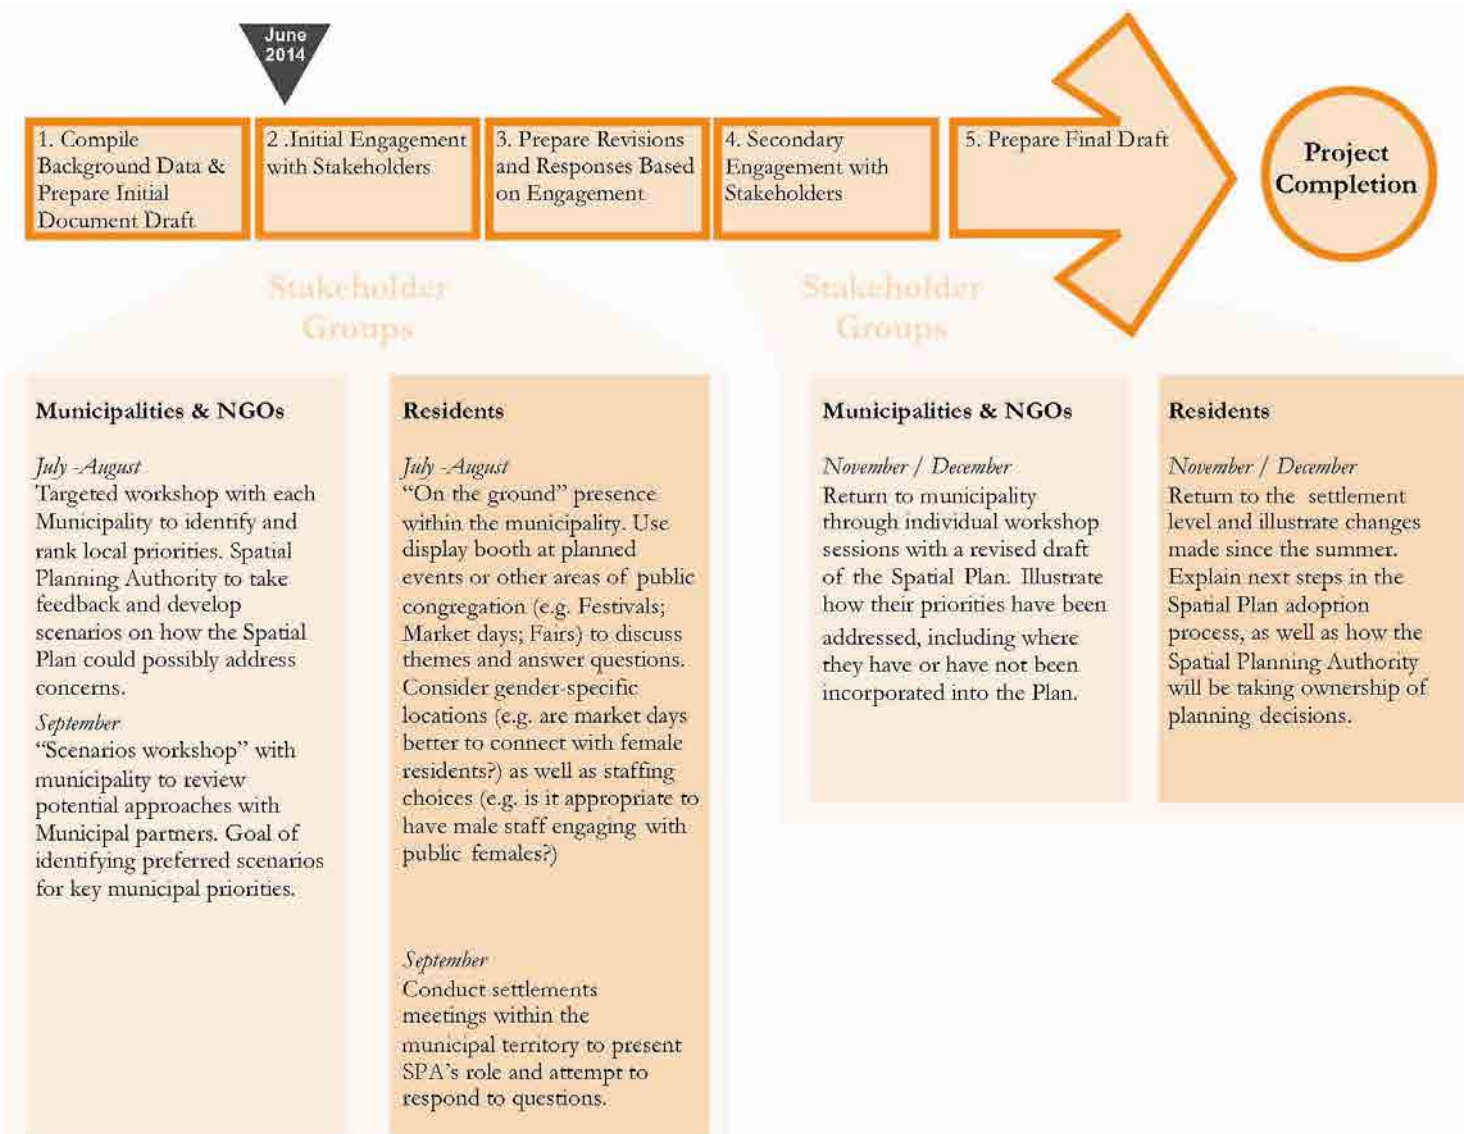 June
2014
1. Compile
Background Data &
Prepare Initial
Document Draft
2 .Initial Engagement
with Stakeholders
3. Prepare Revisions
and Responses Based
on Engagement
4. Secondary
Engagement with
Stakeholders
5. Prepare Final Draft
Project
Completion
Stakeholder
Groups
Stakeholder
Groups
Municipalities & NGOs
July -August
Targeted workshop with each
Municipality to identify and
rank local priorities. Spatial
Planning Authority to take
feedback and develop
scenarios on how the Spatial
Plan could possibly address
concerns.
September
“Scenarios workshop” with
municipality to review
potential approaches with
Municipal partners. Goal of
identifying preferred scenarios
for key municipal priorities.
Residents
July -August
“On the ground” presence
within the municipality. Use
display booth at planned
events or other areas of public
congregation (e.g. Festivals;
Market days; Fairs) to discuss
themes and answer questions.
Consider gender-specific
locations (e.g. are market days
better to connect with female
residents?) as well as staffing
choices (e.g. is it appropriate to
have male staff engaging with
public females?)
September
Conduct settlements
meetings within the
municipal territory to present
SPA’s role and attempt to
respond to questions.
Municipalities & NGOs
November / December
Return to municipality
through individual workshop
sessions with a revised draft
of the Spatial Plan. Illustrate
how their priorities have been
addressed, including where
they have or have not been
incorporated into the Plan.
Residents
November / December
Return to the settlement
level and illustrate changes
made since the summer.
Explain next steps in the
Spatial Plan adoption
process, as well as how the
Spatial Planning Authority
will be taking ownership of
planning decisions.